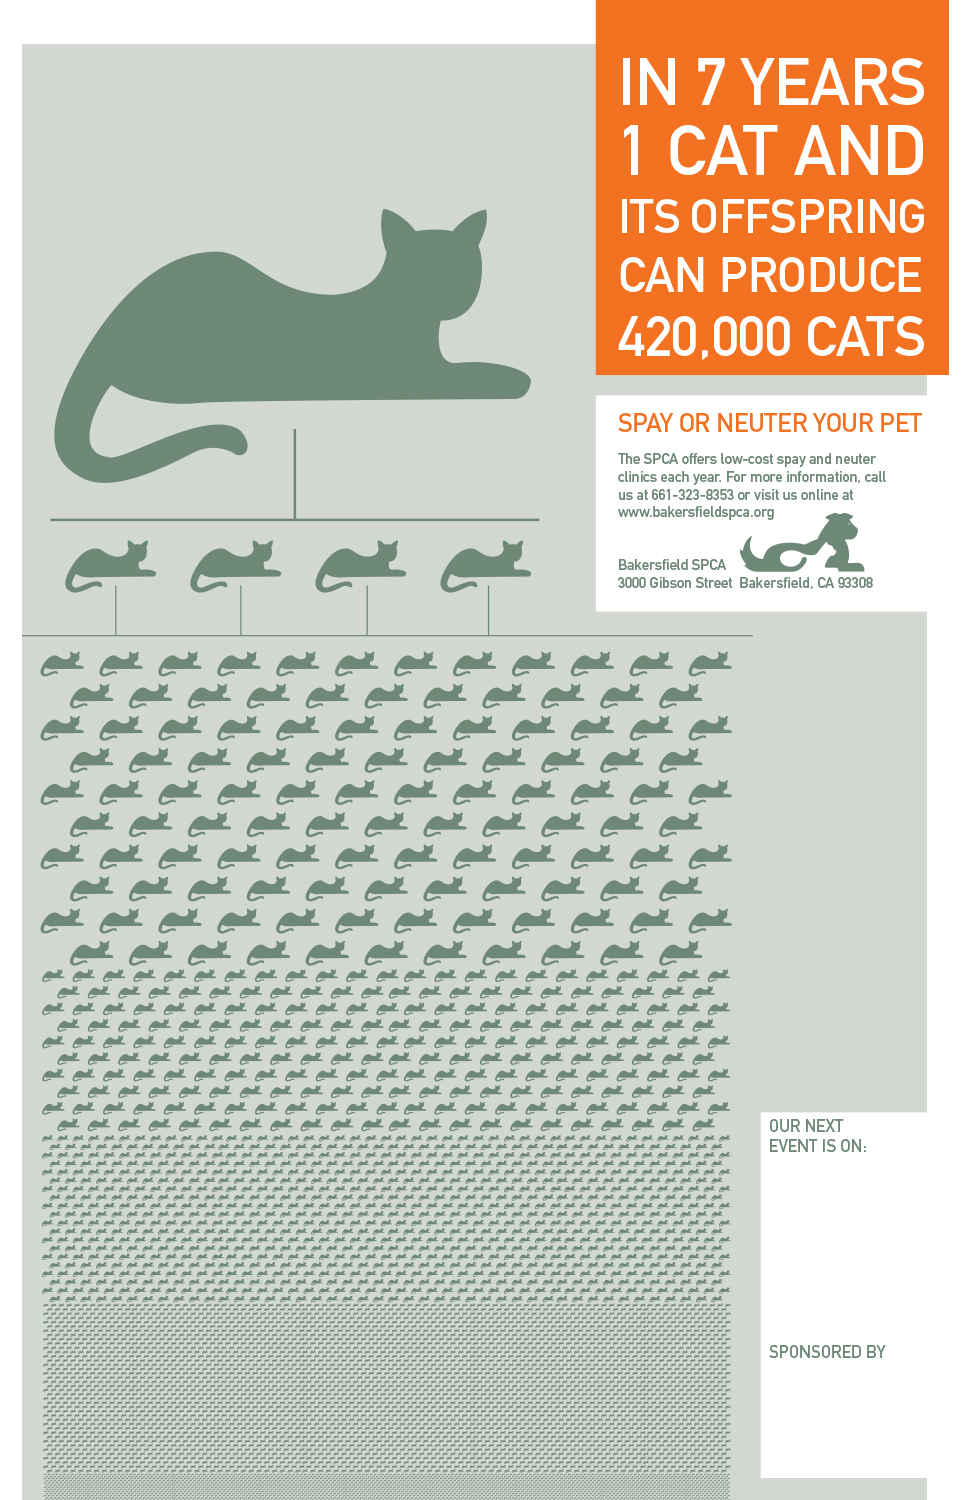 IN 7 YEARS
1 CAT AND
ITS OFFSPRING
CAN PRODUCE
420,000 CATS
SPAY OR NEUTER YOUR PET
The SPCA offers low-cost spay and neuter
clinics each year. For more information, call
us at 661-323-8353 or visit us online at
www.bakersfieldspca.org
Bakersfield SPCA
3000 Gibson Street Bakersfield, CA 93308
OUR NEXT
EVENT IS ON:
SPONSORED BY